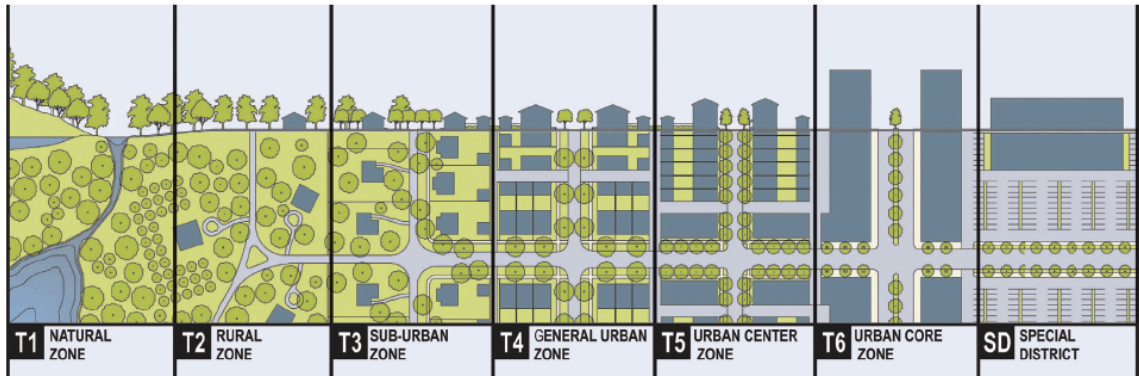 T1 NATURAL
ZONE
T2 RURAL
ZONE
T3 SUB-URBAN
ZONE
T4 GENERAL URBAN
ZONE
T5 URBAN CENTER
ZONE
T6 URBAN CORE
ZONE
SD SPECIAL
DISTRICT